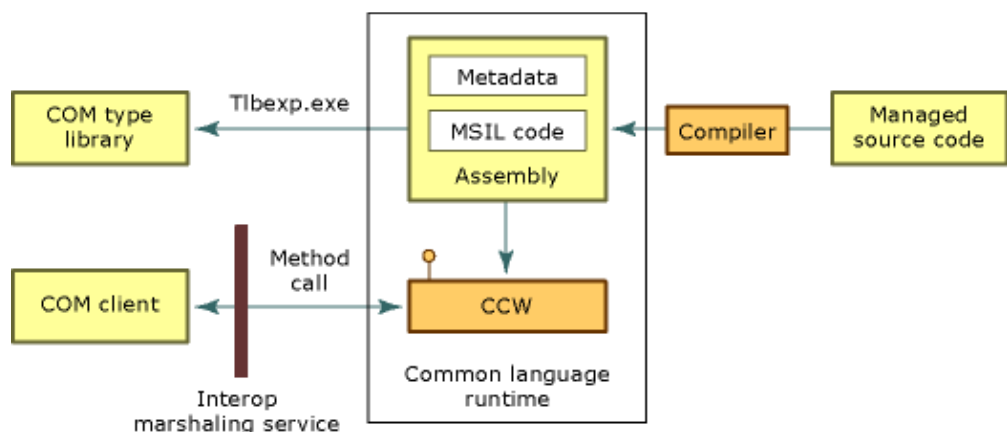 Metadata
Tlbexp.exe
COM type
library
MSIL code
Compiler
Managed
source code
Assembly
Method
call
COM client
CCW
Common language
runtime
Interop
marshaling service